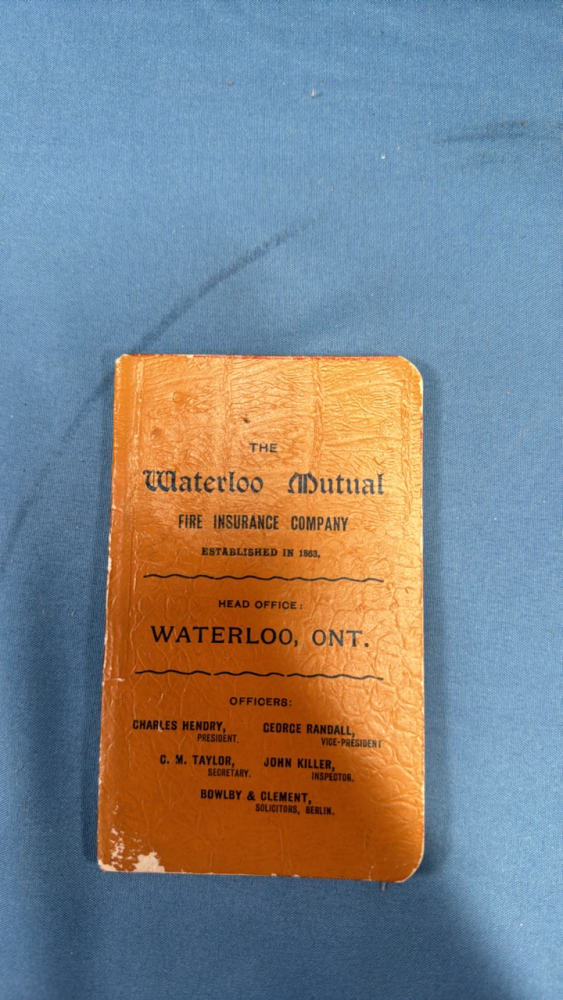 THE
Waterloo Mutual
FIRE INSURANCE COMPANY
ESTABLISHED IN 1863.
HEAD OFFICE:
WATERLOO, ONT.
OFFICERS:
CHARLES HENDRY, GEORGE RANDALL,
PRESIDENT. VICE-PRESIDENT
C. M. TAYLOR, JOHN KILLER,
SECRETARY. INSPECTOR.
BOWLBY & CLEMENT,
SOLICITORS, BERLIN.